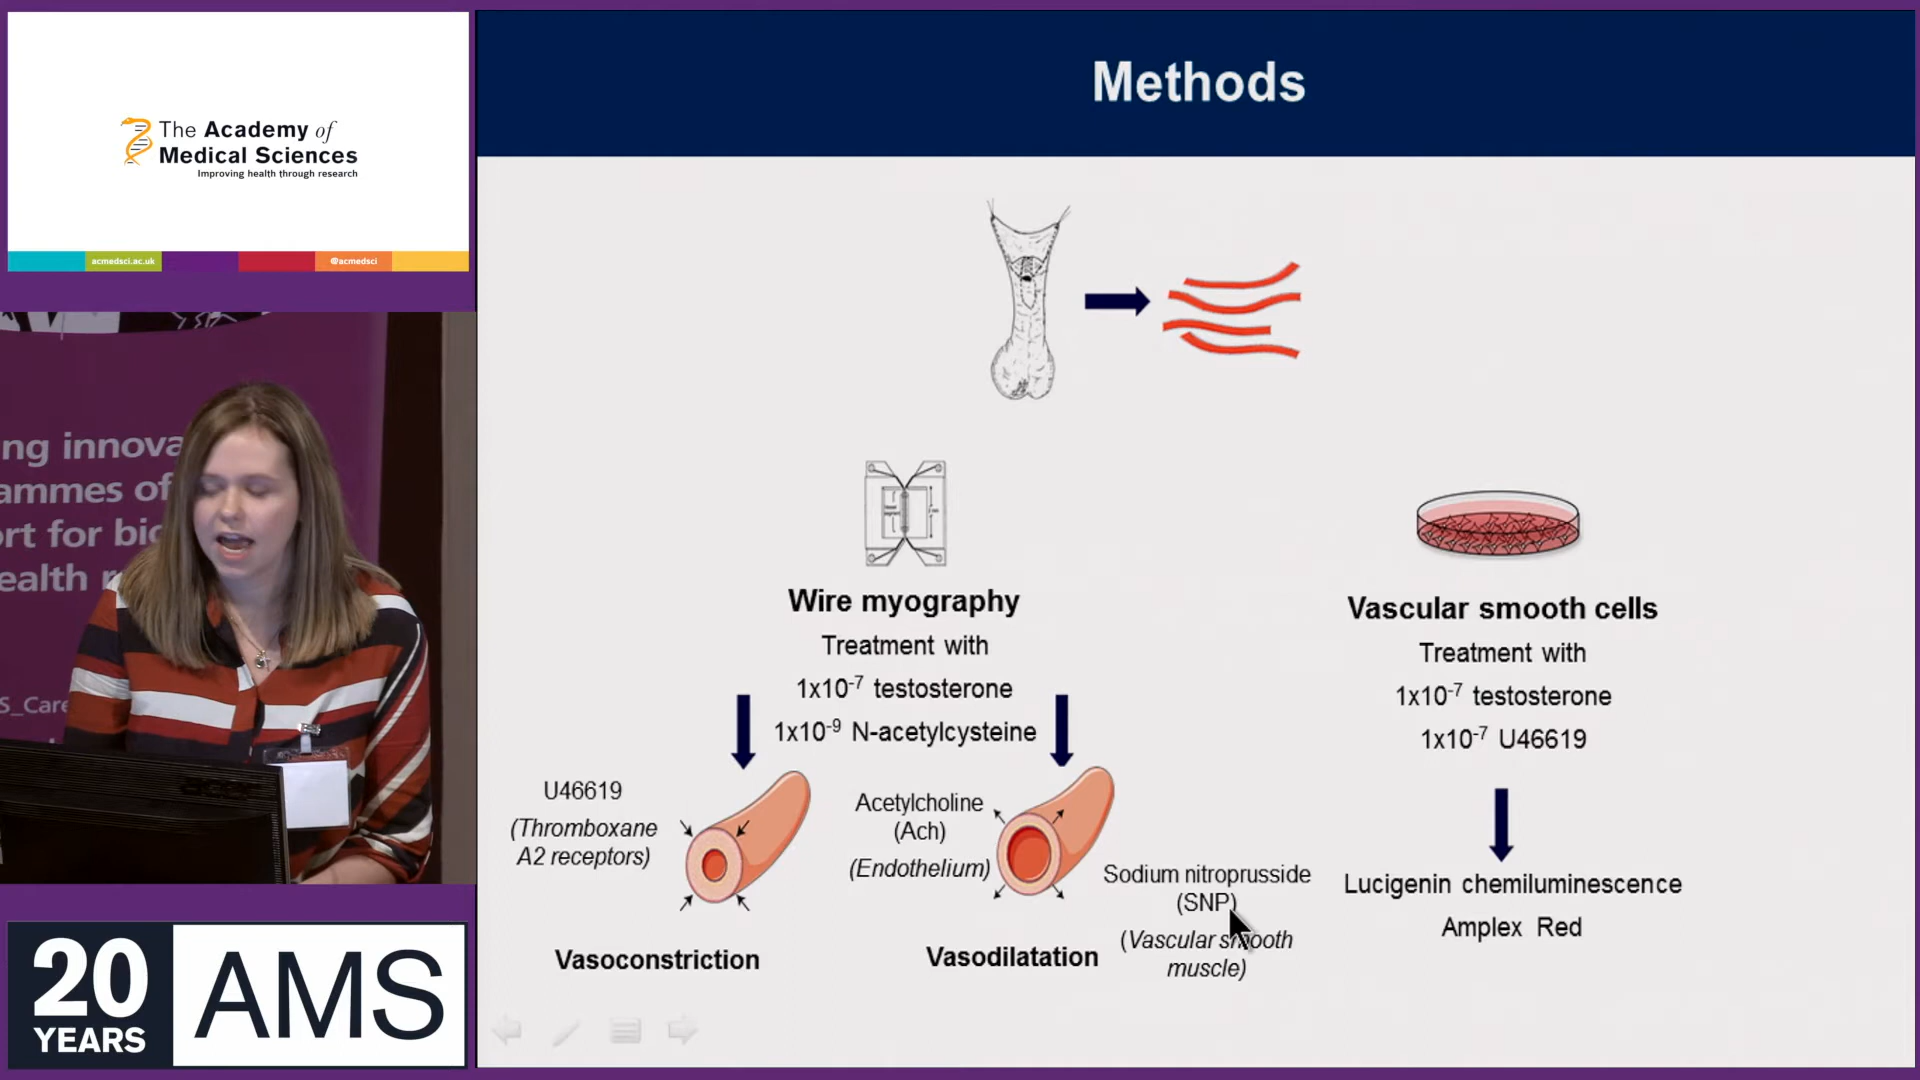 The Academy of
Medical Sciences
Improving health through research
acmedsci.ac.uk
@acmedsci
ng innova
ammes of
ort for bio
ealth r
S_Care
20
YEARS
AMS
Methods
Wire myography
Treatment with
1x10⁻⁷ testosterone
1x10⁻⁹ N-acetylcysteine
U46619
(Thromboxane
A2 receptors)
Vasoconstriction
Acetylcholine
(Ach)
(Endothelium)
Vasodilatation
Sodium nitroprusside
(SNP)
(Vascular smooth
muscle)
Vascular smooth cells
Treatment with
1x10⁻⁷ testosterone
1x10⁻⁷ U46619
Lucigenin chemiluminescence
Amplex Red